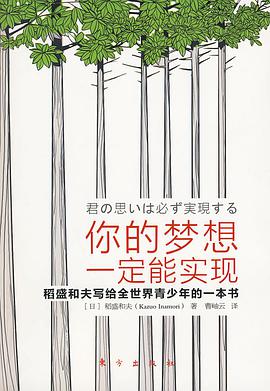 君の思いは必ず実現する
你的梦想
一定能实现
稻盛和夫写给全世界青少年的一本书
［日］稻盛和夫（Kazuo Inamori）著 曹岫云 译
东方出版社